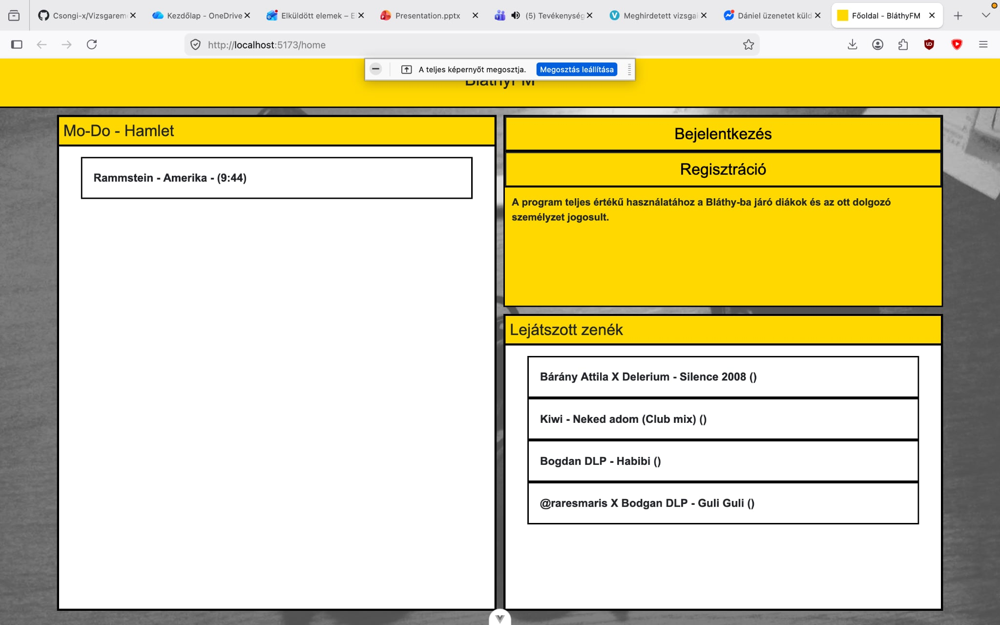 Csongi-x/Vizsgarem
Kezdőlap - OneDrive
Elküldött elemek – E
Presentation.pptx
(5) Tevékenység
Meghirdetett vizsgai
Dániel üzenetet küld
Főoldal - BláthyFM
http://localhost:5173/home
A teljes képernyőt megosztja.
Megosztás leállítása
BláthyFM
Mo-Do - Hamlet
Rammstein - Amerika - (9:44)
Bejelentkezés
Regisztráció
A program teljes értékű használatához a Bláthy-ba járó diákok és az ott dolgozó
személyzet jogosult.
Lejátszott zenék
Bárány Attila X Delerium - Silence 2008 ()
Kiwi - Neked adom (Club mix) ()
Bogdan DLP - Habibi ()
@raresmaris X Bodgan DLP - Guli Guli ()